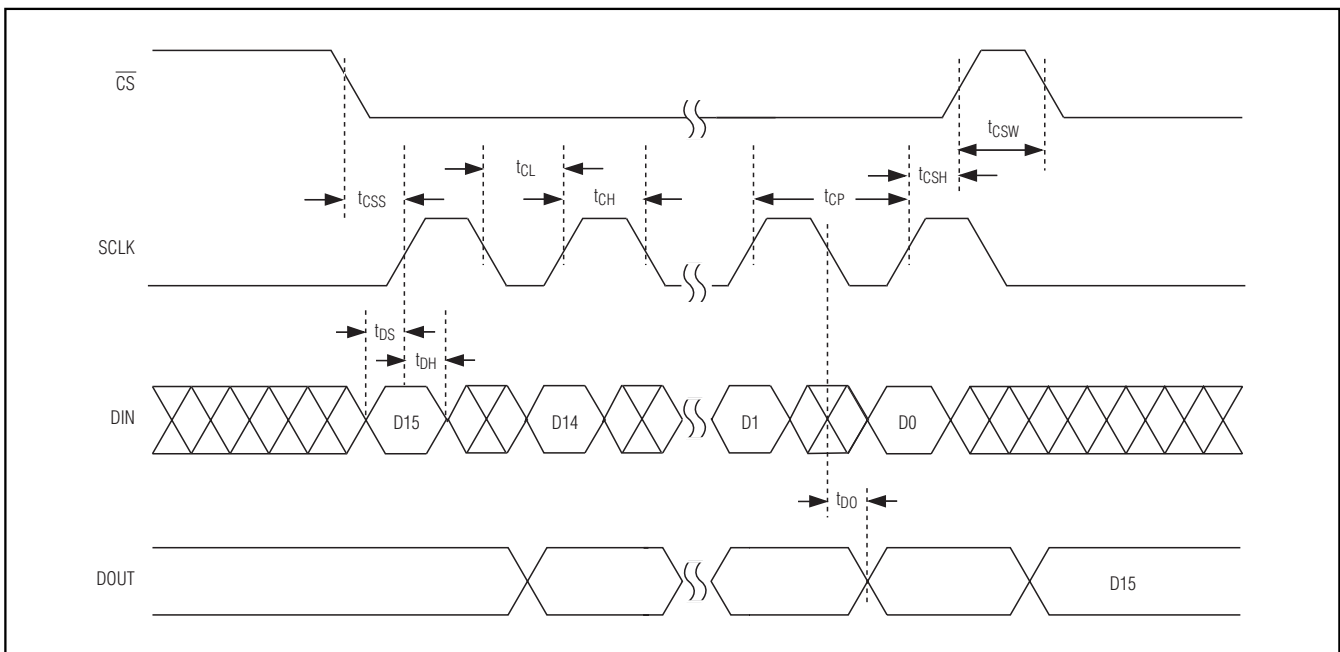 CS
tCSW
tCL
tCSH
tCSS
tCH
tCP
SCLK
tDS
tDH
DIN
D15
D14
D1
D0
tDO
DOUT
D15